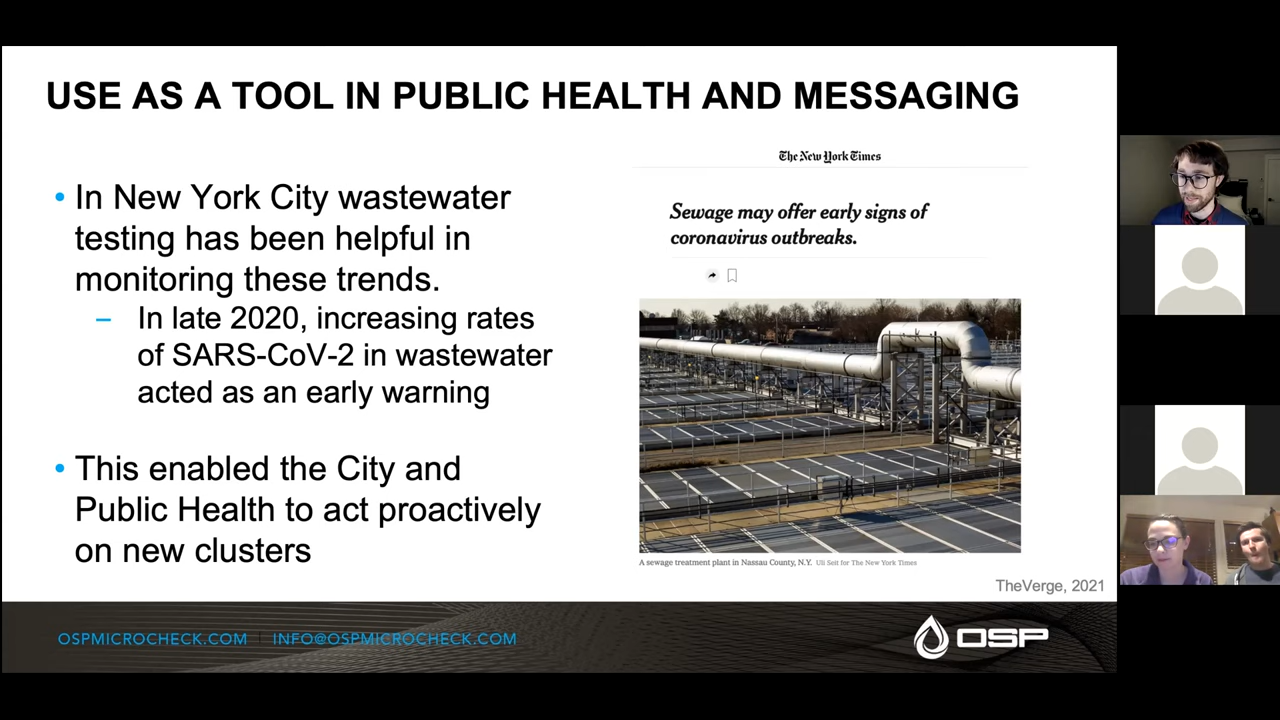 USE AS A TOOL IN PUBLIC HEALTH AND MESSAGING
• In New York City wastewater
testing has been helpful in
monitoring these trends.
– In late 2020, increasing rates
of SARS-CoV-2 in wastewater
acted as an early warning
• This enabled the City and
Public Health to act proactively
on new clusters
The New York Times
Sewage may offer early signs of
coronavirus outbreaks.
A sewage treatment plant in Nassau County, N.Y. Uli Seit for The New York Times
TheVerge, 2021
OSPMICROCHECK.COM | INFO@OSPMICROCHECK.COM
OSP